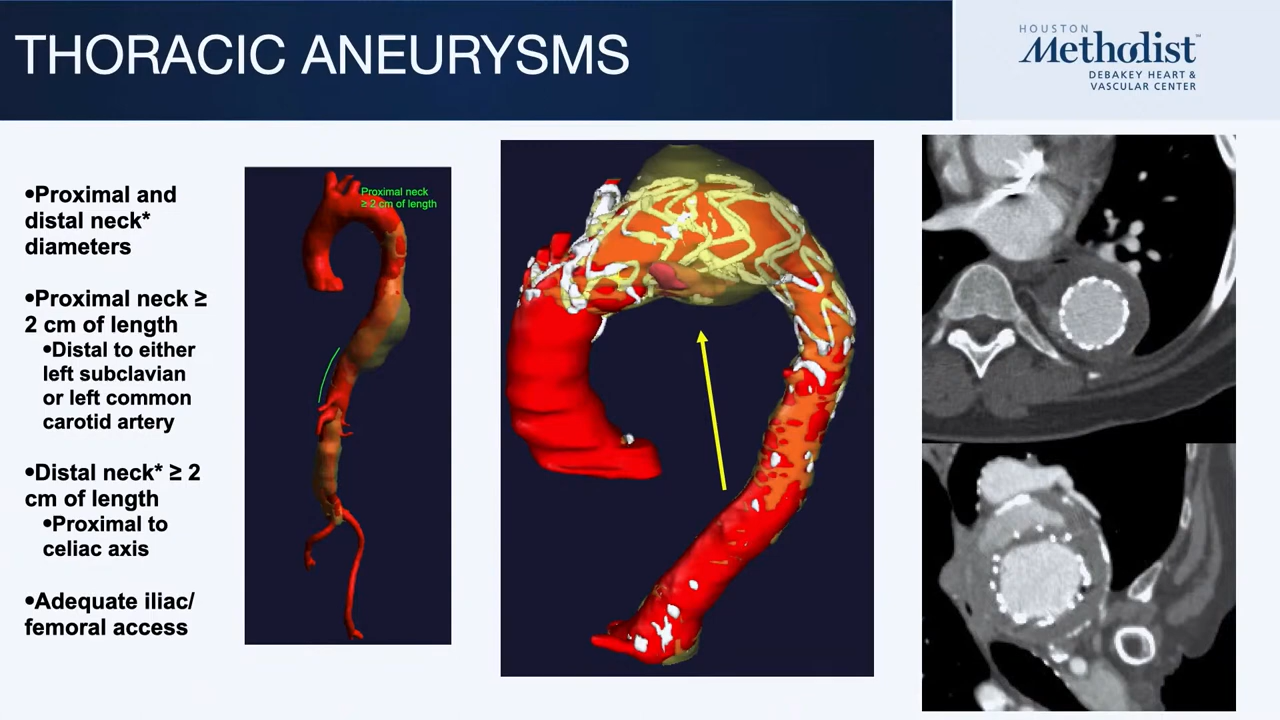 THORACIC ANEURYSMS
HOUSTON
Methodist
DEBAKEY HEART &
VASCULAR CENTER
•Proximal and
distal neck*
diameters
•Proximal neck ≥
2 cm of length
•Distal to either
left subclavian
or left common
carotid artery
•Distal neck* ≥ 2
cm of length
•Proximal to
celiac axis
•Adequate iliac/
femoral access
Proximal neck
≥ 2 cm of length